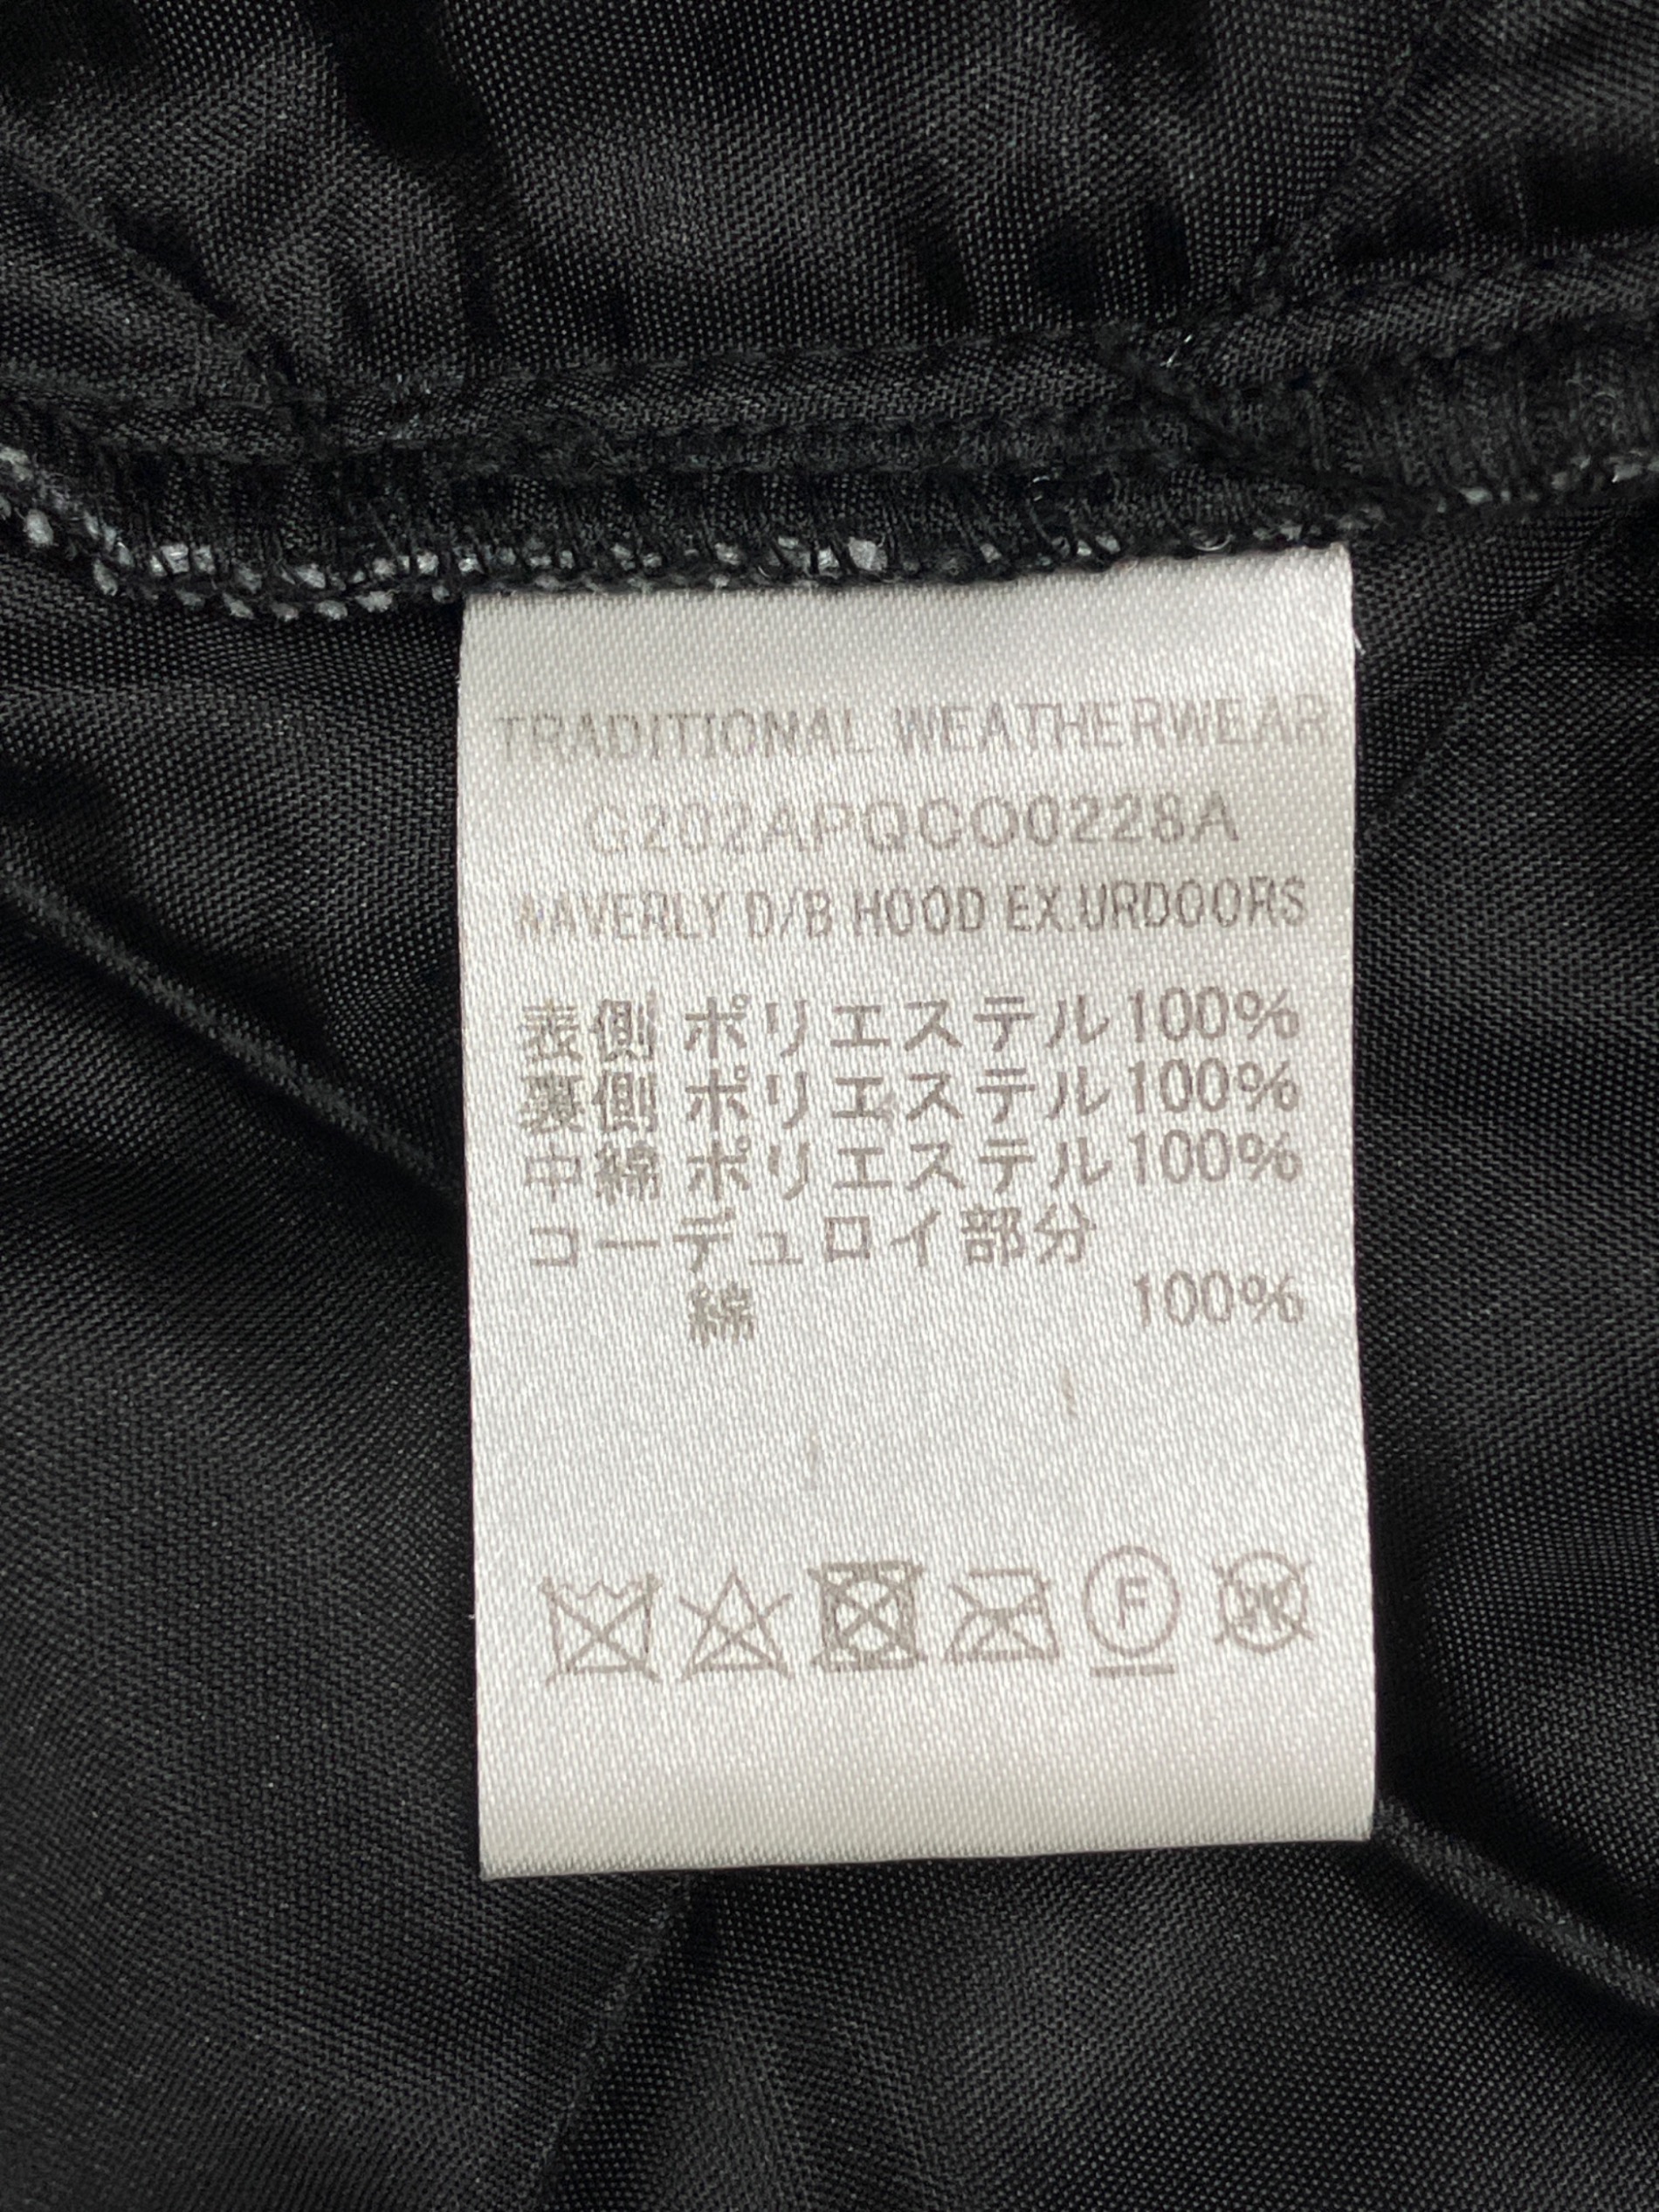 TRADITIONAL WEATHERWEAR
G202APQCO0228A
WAVERLY D/B HOOD EX.URDOORS
表側 ポリエステル100%
裏側 ポリエステル100%
中綿 ポリエステル100%
コーデュロイ部分
綿 100%
F